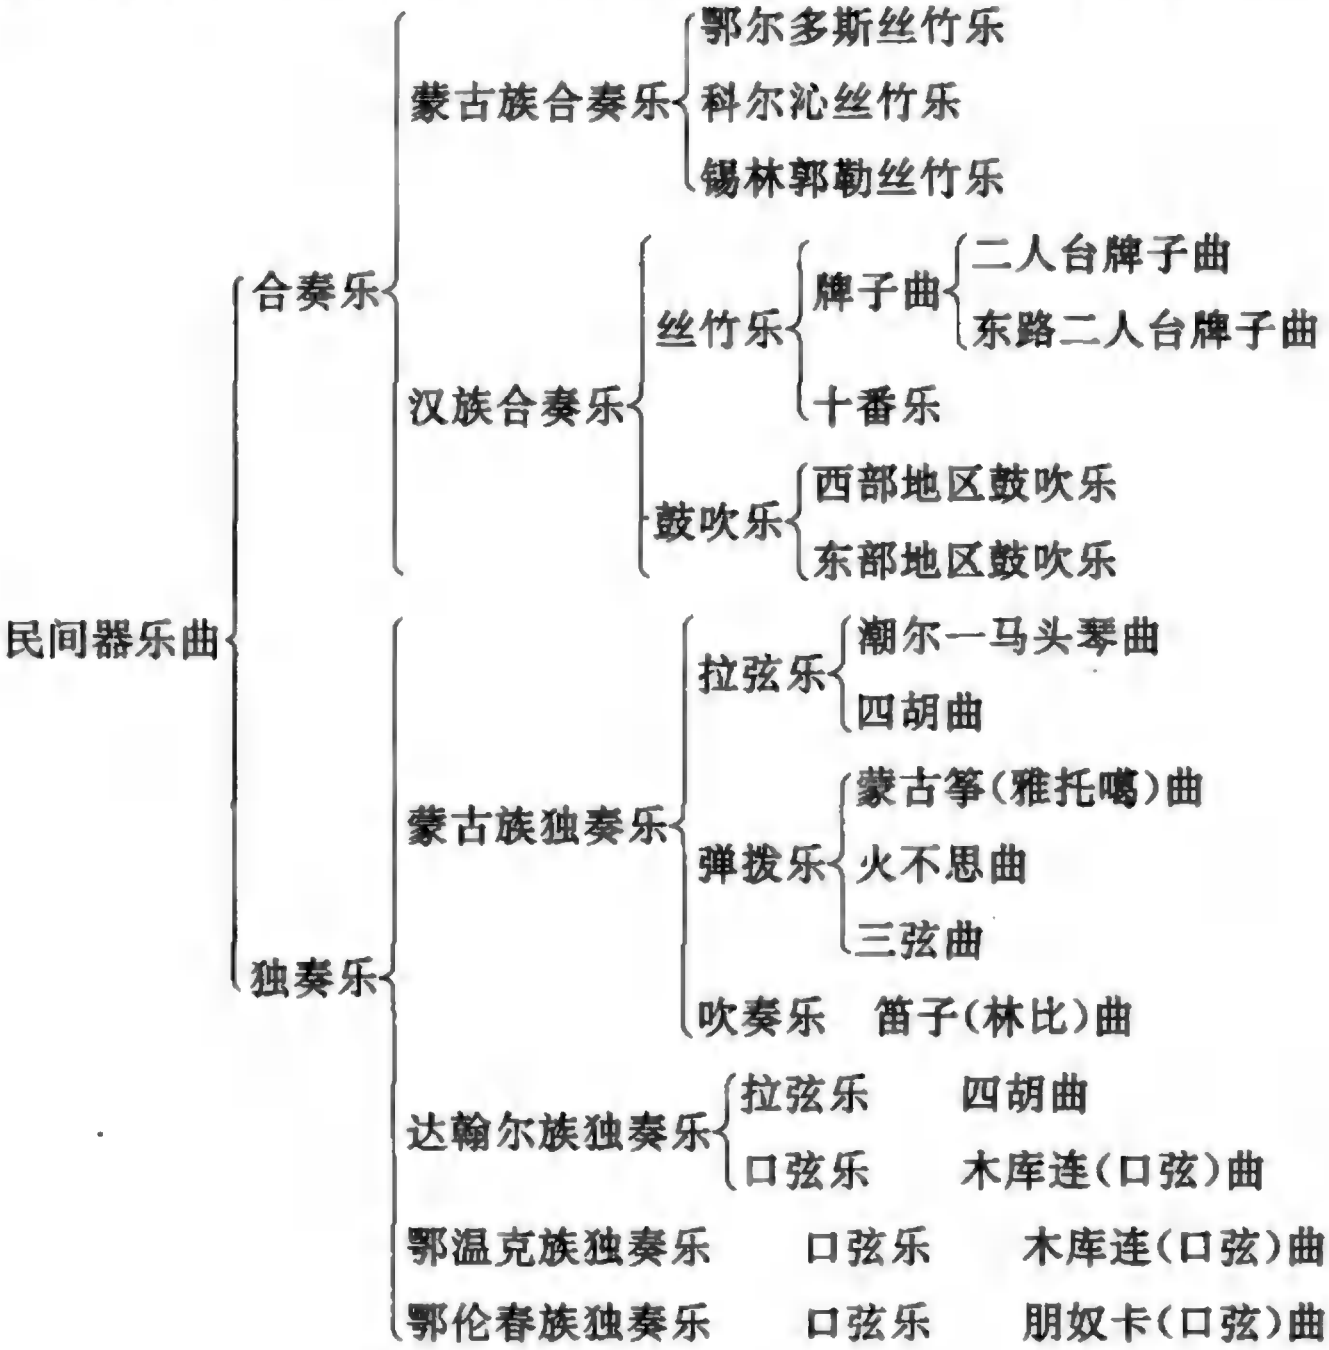 鄂尔多斯丝竹乐
蒙古族合奏乐 科尔沁丝竹乐
锡林郭勒丝竹乐
二人台牌子曲
合奏乐 牌子曲
丝竹乐 东路二人台牌子曲
汉族合奏乐 十番乐
西部地区鼓吹乐
鼓吹乐
东部地区鼓吹乐
民间器乐曲 潮尔一马头琴曲
拉弦乐
四胡曲
蒙古筝(雅托噶)曲
蒙古族独奏乐
弹拨乐 火不思曲
三弦曲
独奏乐
吹奏乐 笛子(林比)曲
拉弦乐 四胡曲
达斡尔族独奏乐
口弦乐 木库连(口弦)曲
鄂温克族独奏乐 口弦乐 木库连(口弦)曲
鄂伦春族独奏乐 口弦乐 朋奴卡(口弦)曲